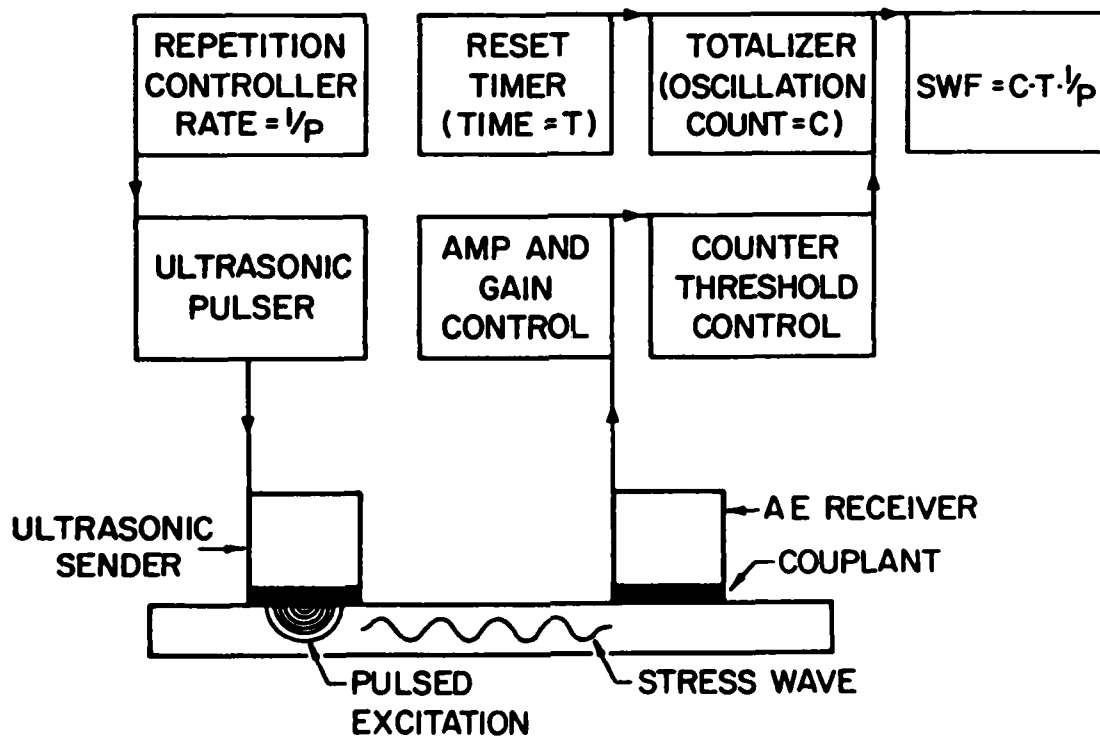 REPETITION
CONTROLLER
RATE = 1/P
RESET
TIMER
(TIME = T)
TOTALIZER
(OSCILLATION
COUNT = C)
SWF = C·T·1/P
ULTRASONIC
PULSER
AMP AND
GAIN
CONTROL
COUNTER
THRESHOLD
CONTROL
ULTRASONIC
SENDER
AE RECEIVER
COUPLANT
PULSED
EXCITATION
STRESS WAVE